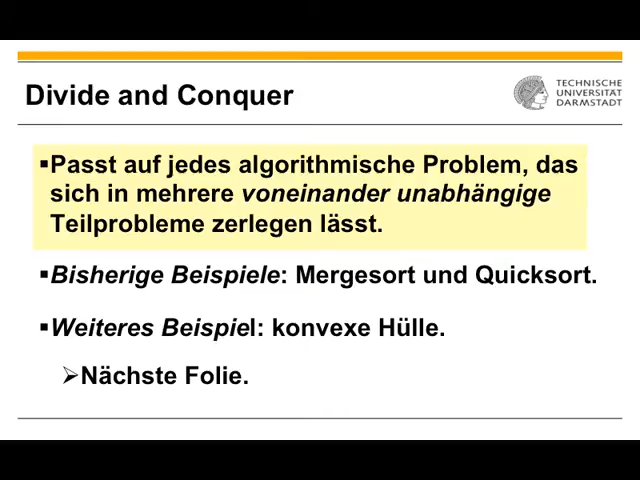 Divide and Conquer
TECHNISCHE
UNIVERSITÄT
DARMSTADT
▪Passt auf jedes algorithmische Problem, das
sich in mehrere voneinander unabhängige
Teilprobleme zerlegen lässt.
▪Bisherige Beispiele: Mergesort und Quicksort.
▪Weiteres Beispiel: konvexe Hülle.
➢Nächste Folie.